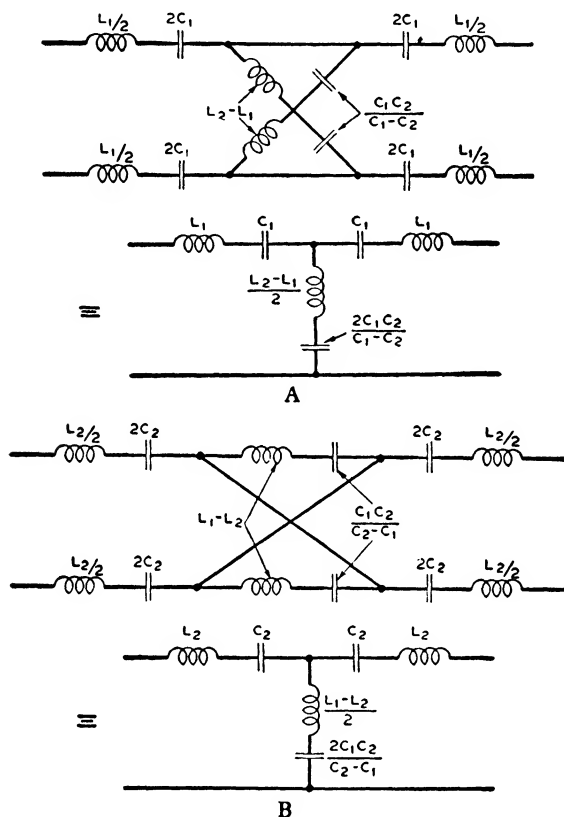 L₁/2 2C₁ 2C₁ L₁/2
L₂-L₁ C₁C₂/C₁-C₂
L₁/2 2C₁ 2C₁ L₁/2
L₁ C₁ C₁ L₁
≡ L₂-L₁/2
2C₁C₂/C₁-C₂
A
L₂/2 2C₂ 2C₂ L₂/2
L₁-L₂ C₁C₂/C₂-C₁
L₂/2 2C₂ 2C₂ L₂/2
L₂ C₂ C₂ L₂
≡ L₁-L₂/2
2C₁C₂/C₂-C₁
B